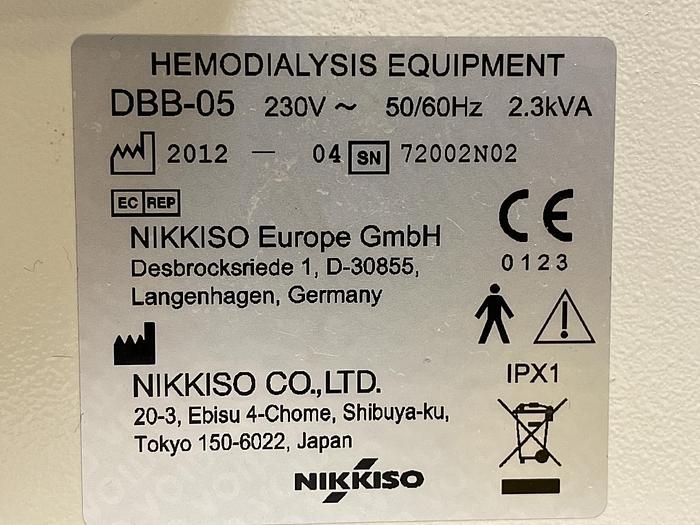 HEMODIALYSIS EQUIPMENT
DBB-05 230V ~ 50/60Hz 2.3kVA
2012 — 04 SN 72002N02
EC REP
NIKKISO Europe GmbH
Desbrocksriede 1, D-30855,
Langenhagen, Germany
CE
0123
NIKKISO CO.,LTD.
20-3, Ebisu 4-Chome, Shibuya-ku,
Tokyo 150-6022, Japan
IPX1
NIKKISO